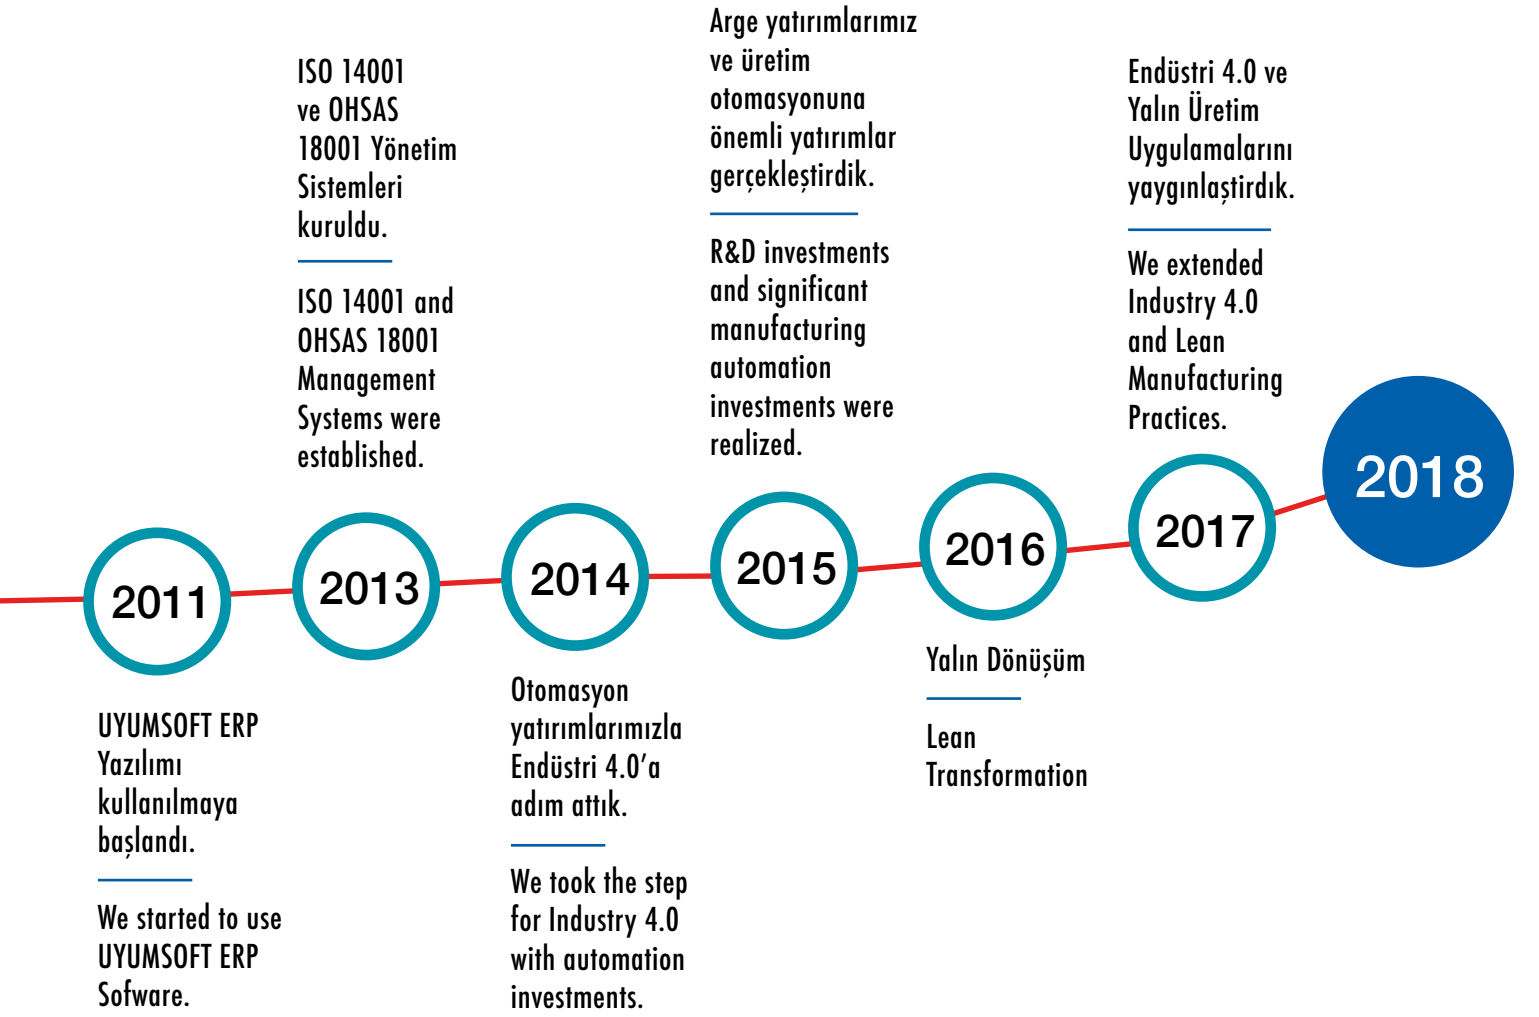 ISO 14001
ve OHSAS
18001 Yönetim
Sistemleri
kuruldu.
ISO 14001 and
OHSAS 18001
Management
Systems were
established.
Arge yatırımlarımız
ve üretim
otomasyonuna
önemli yatırımlar
gerçekleştirdik.
R&D investments
and significant
manufacturing
automation
investments were
realized.
Endüstri 4.0 ve
Yalın Üretim
Uygulamalarını
yaygınlaştirdık.
We extended
Industry 4.0
and Lean
Manufacturing
Practices.
2011
2013
2014
2015
2016
2017
2018
UYUMSOFT ERP
Yazılımı
kullanılmaya
başlandı.
We started to use
UYUMSOFT ERP
Sofware.
Otomasyon
yatırımlarımızla
Endüstri 4.0’a
adım attık.
We took the step
for Industry 4.0
with automation
investments.
Yalın Dönüşüm
Lean
Transformation